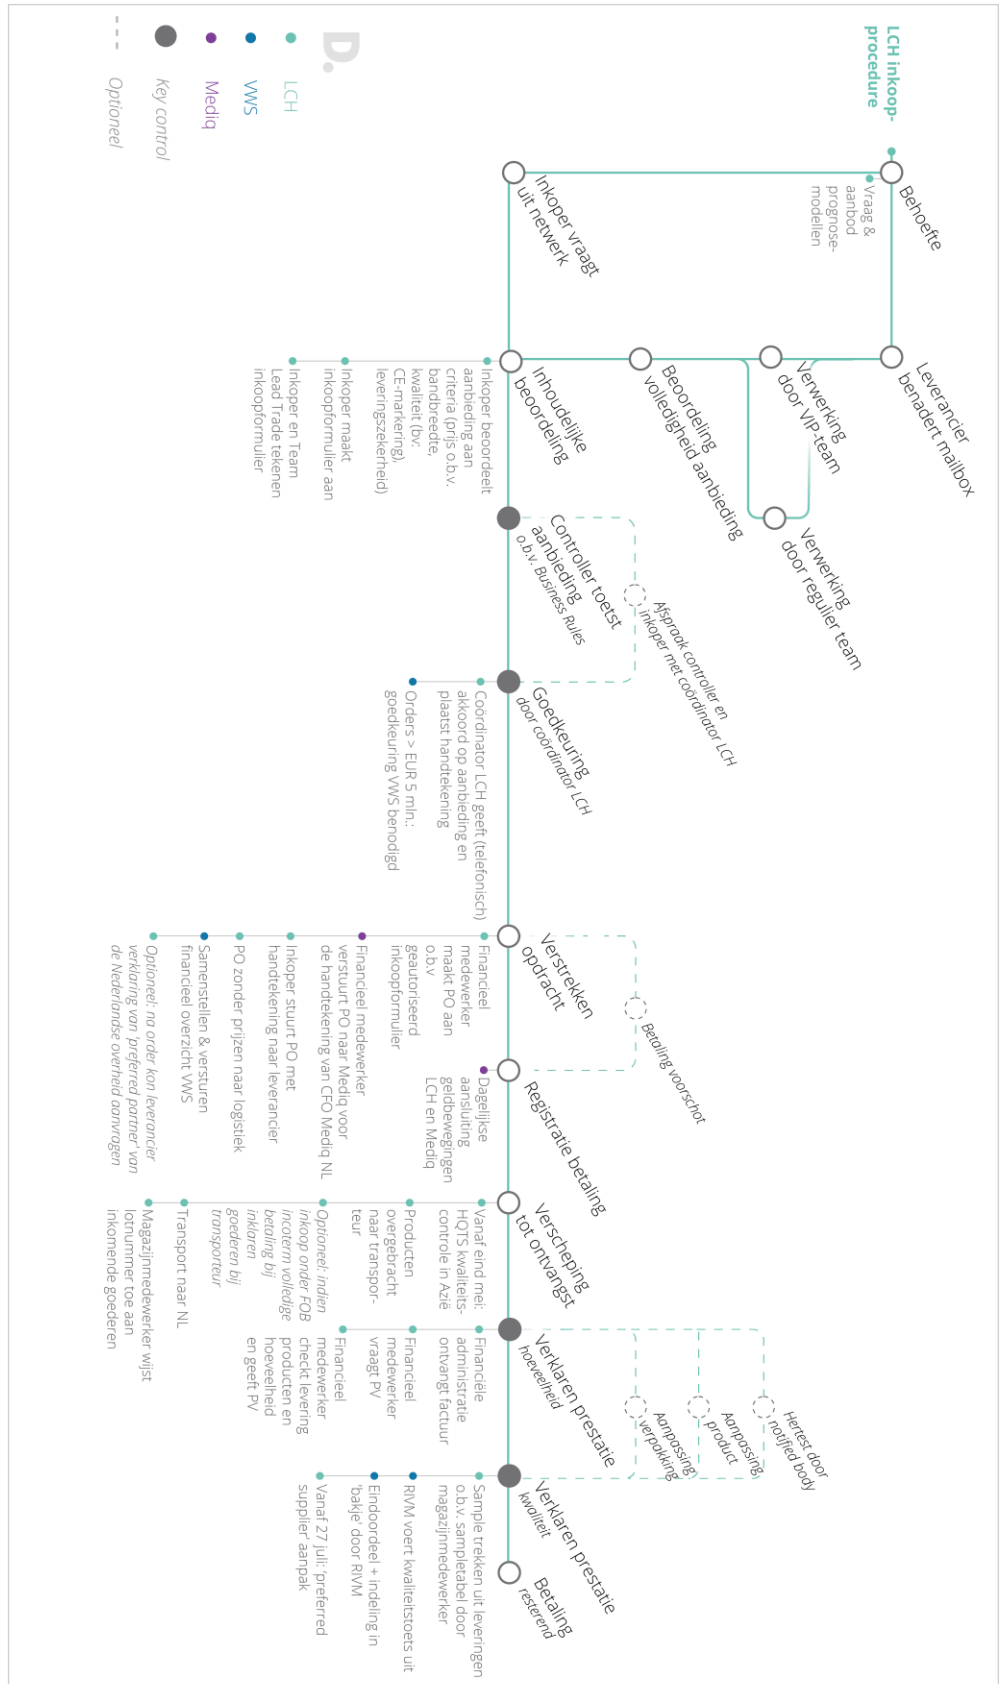 LCH inkoop-
procedure
Behoefte
Vraag &
aanbod
prognose-
modellen
Leverancier
benadert mailbox
Verwerking
door VIP-team
Verwerking
door regulier team
Beoordeling
volledigheid aanbieding
Inkoper vraagt
uit netwerk
Inhoudelijke
beoordeling
Inkoper beoordeelt
aanbieding aan
criteria (prijs o.b.v.
bandbreedte,
kwaliteit (bv:
CE-markering),
leveringszekerheid)
Inkoper maakt
inkoopformulier aan
Inkoper en Team
Lead Trade tekenen
inkoopformulier
Controller toetst
aanbieding
o.b.v. Business Rules
Afspraak controller en
inkoper met coördinator LCH
Goedkeuring
door coördinator LCH
Coördinator LCH geeft (telefonisch)
akkoord op aanbieding en
plaatst handtekening
Orders > EUR 5 mln.:
goedkeuring VWS benodigd
Verstrekken
opdracht
Financieel
medewerker
maakt PO aan
o.b.v
geautoriseerd
inkoopformulier
Financieel medewerker
verstuurt PO naar Mediq voor
de handtekening van CFO Mediq NL
Inkoper stuurt PO met
handtekening naar leverancier
PO zonder prijzen naar logistiek
Samenstellen & versturen
financieel overzicht VWS
Optioneel: na order kon leverancier
verklaring van 'preferred partner' van
de Nederlandse overheid aanvragen
Betaling voorschot
Registratie betaling
Dagelijkse
aansluiting
geldbewegingen
LCH en Mediq
Verscheping
tot ontvangst
Vanaf eind mei:
HQTS kwaliteits-
controle in Azië
Producten
overgebracht
naar transpor-
teur
Optioneel: indien
inkoop onder FOB
incoterm volledige
betaling bij
inklaren
goederen bij
transporteur
Transport naar NL
Magazijnmedewerker wijst
lotnummer toe aan
inkomende goederen
Verklaren prestatie
hoeveelheid
Financiële
administratie
ontvangt factuur
Financieel
medewerker
vraagt PV
Financieel
medewerker
checkt levering
producten en
hoeveelheid
en geeft PV
Hertest door
notified body
Aanpassing
product
Aanpassing
verpakking
Verklaren prestatie
kwaliteit
Sample trekken uit leveringen
o.b.v. sampletabel door
magazijnmedewerker
RIVM voert kwaliteitstoets uit
Eindoordeel + indeling in
'bakje' door RIVM
Vanaf 27 juli: 'preferred
supplier' aanpak
Betaling
resterend
D.
LCH
VWS
Mediq
Key control
Optioneel